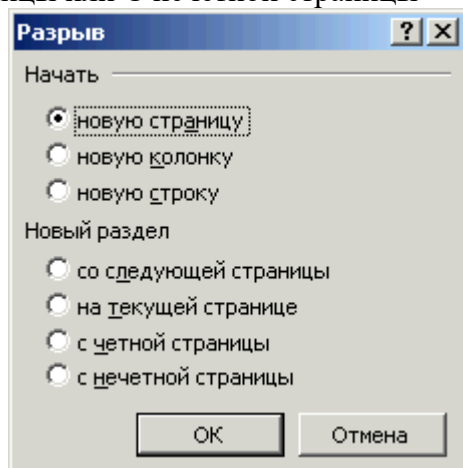 Разрыв
Начать
новую страницу
новую колонку
новую строку
Новый раздел
со следующей страницы
на текущей странице
с четной страницы
с нечетной страницы
ОК Отмена